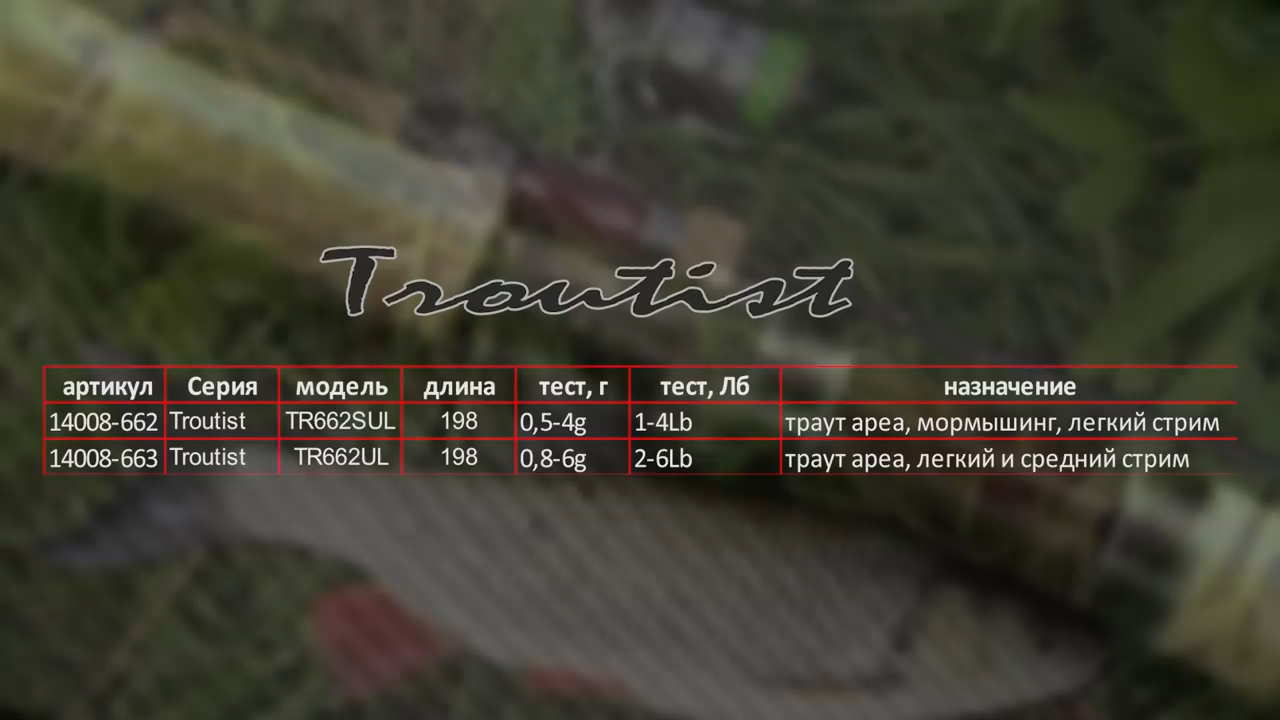 Troutist
артикул Серия модель длина тест, г тест, Лб назначение
14008-662 Troutist TR662SUL 198 0,5-4g 1-4Lb траут ареа, мормышинг, легкий стрим
14008-663 Troutist TR662UL 198 0,8-6g 2-6Lb траут ареа, легкий и средний стрим